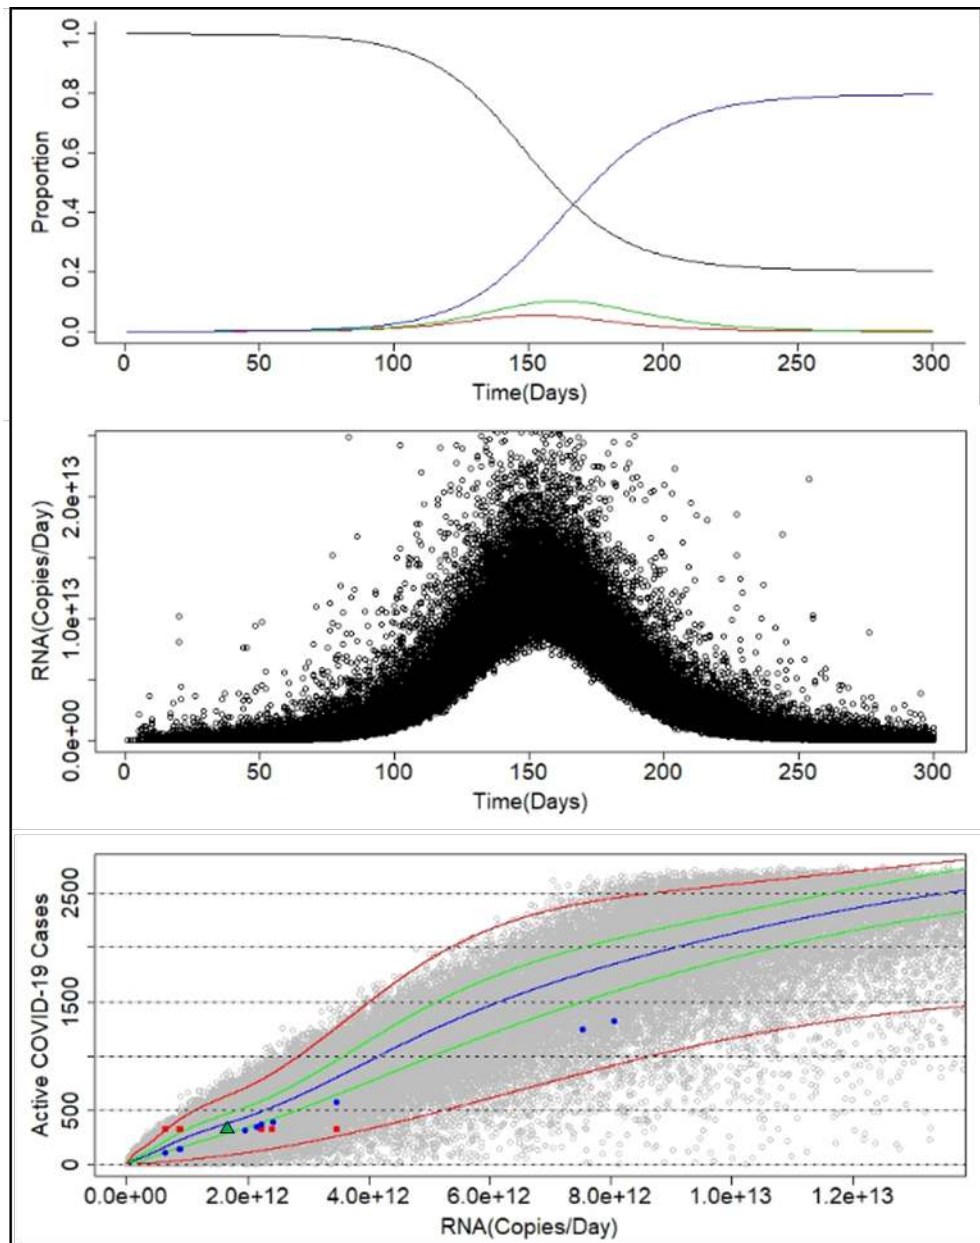 1.0
0.8
0.6
0.4
0.2
0.0
Proportion
0 50 100 150 200 250 300
Time(Days)
2.0e+13
1.0e+13
0.0e+00
RNA(Copies/Day)
0 50 100 150 200 250 300
Time(Days)
2500
1500
500
0
Active COVID-19 Cases
0.0e+00 2.0e+12 4.0e+12 6.0e+12 8.0e+12 1.0e+13 1.2e+13
RNA(Copies/Day)